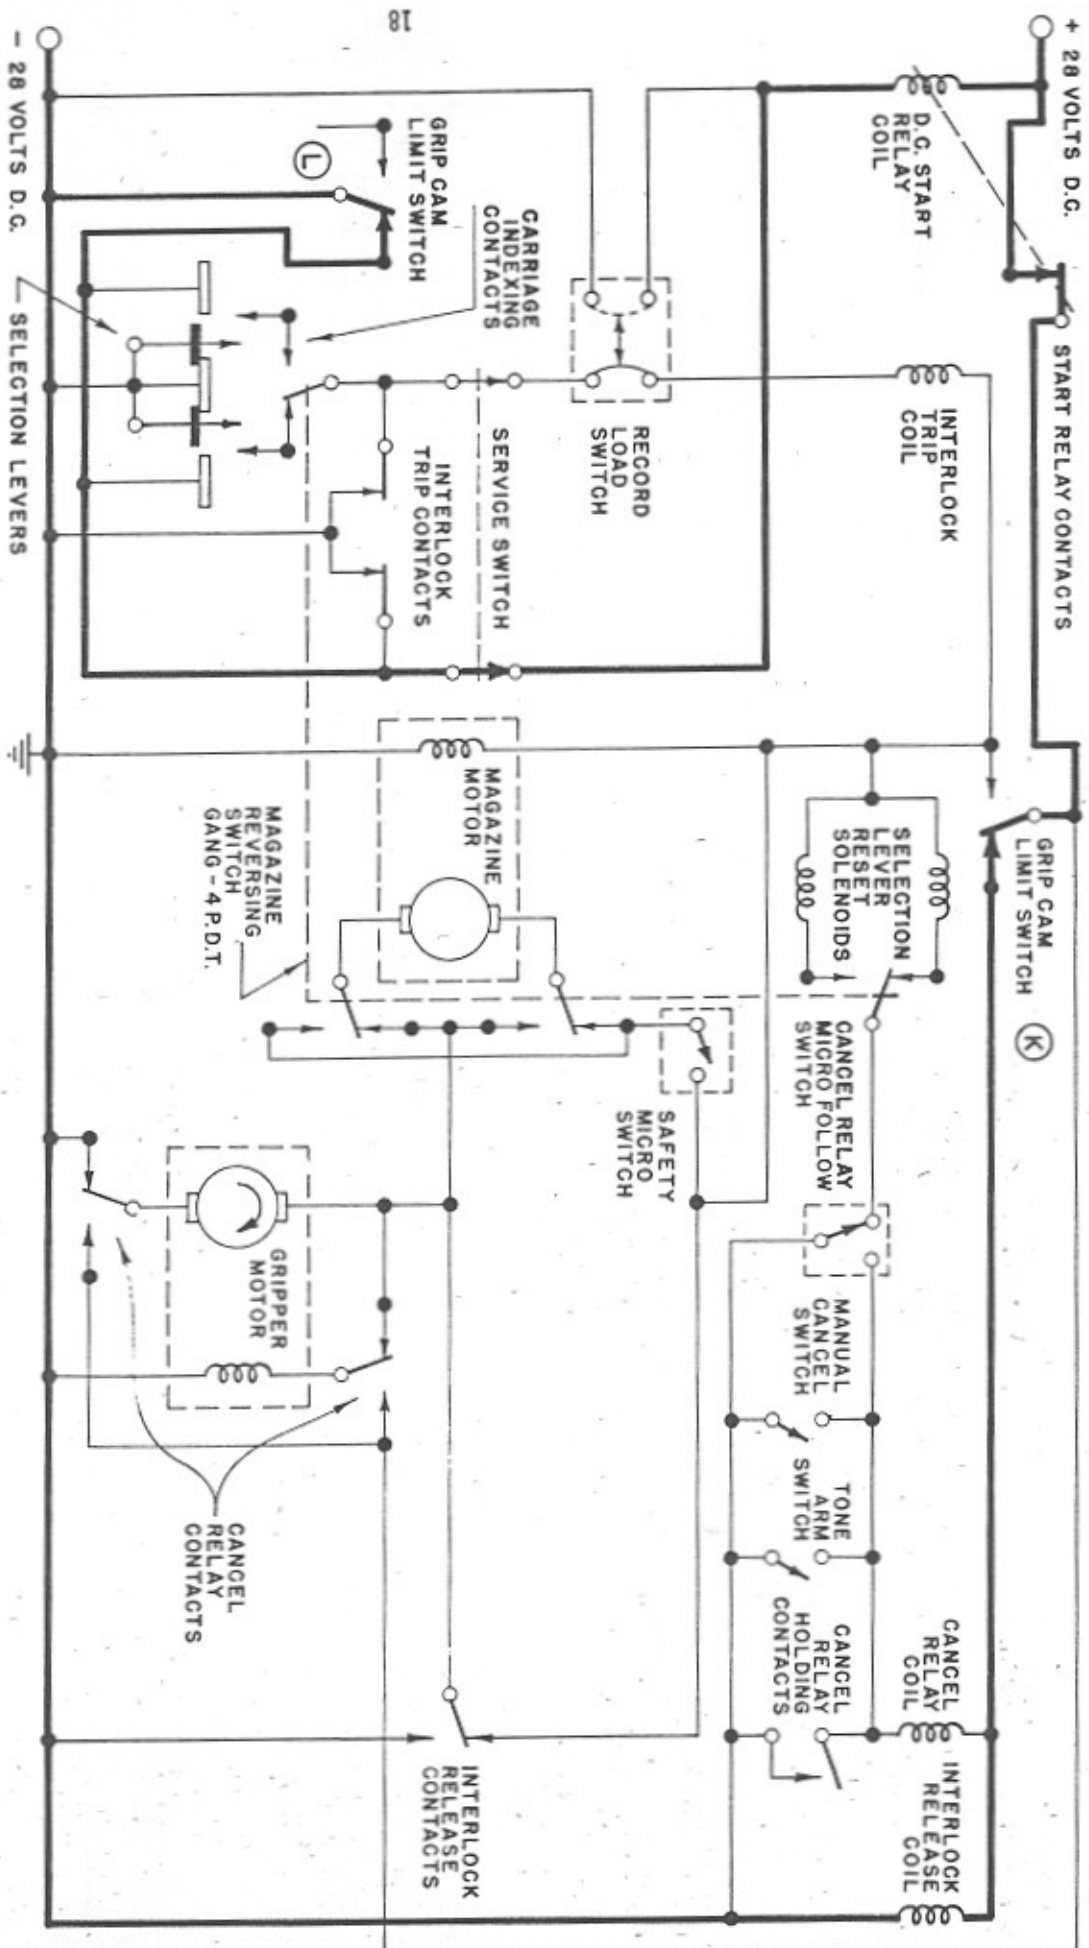 18
+ 28 VOLTS D.C.
D.C. START
RELAY
COIL
START RELAY CONTACTS
INTERLOCK
TRIP
COIL
RECORD
LOAD
SWITCH
SERVICE SWITCH
INTERLOCK
TRIP CONTACTS
CARRIAGE
INDEXING
CONTACTS
GRIP CAM
LIMIT SWITCH
L
- 28 VOLTS D.C.
SELECTION LEVERS
GRIP CAM
LIMIT SWITCH
K
SELECTION
LEVER
RESET
SOLENOIDS
MAGAZINE
MOTOR
MAGAZINE
REVERSING
SWITCH
GANG-4 P.D.T.
CANCEL RELAY
MICRO FOLLOW
SWITCH
SAFETY
MICRO
SWITCH
GRIPPER
MOTOR
MANUAL
CANCEL
SWITCH
TONE
ARM
SWITCH
CANCEL
RELAY
HOLDING
CONTACTS
CANCEL
RELAY
COIL
INTERLOCK
RELEASE
COIL
INTERLOCK
RELEASE
CONTACTS
CANCEL
RELAY
CONTACTS